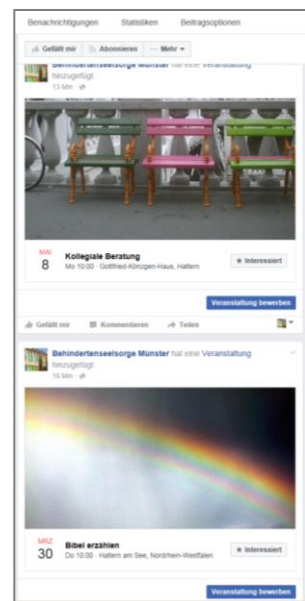 Benachrichtigungen Statistiken Beitragsoptionen
Gefällt mir Abonnieren ··· Mehr
Behindertenseelsorge Münster hat eine Veranstaltung
hinzugefügt.
13 Min ·
MAI
8
Kollegiale Beratung
Mo 10:00 · Gottfried-Könzgen-Haus, Haltern
★ Interessiert
Veranstaltung bewerben
Gefällt mir Kommentieren Teilen
Behindertenseelsorge Münster hat eine Veranstaltung
hinzugefügt.
18 Min ·
MRZ
30
Bibel erzählen
Do 10:00 · Haltern am See, Nordrhein-Westfalen
★ Interessiert
Veranstaltung bewerben